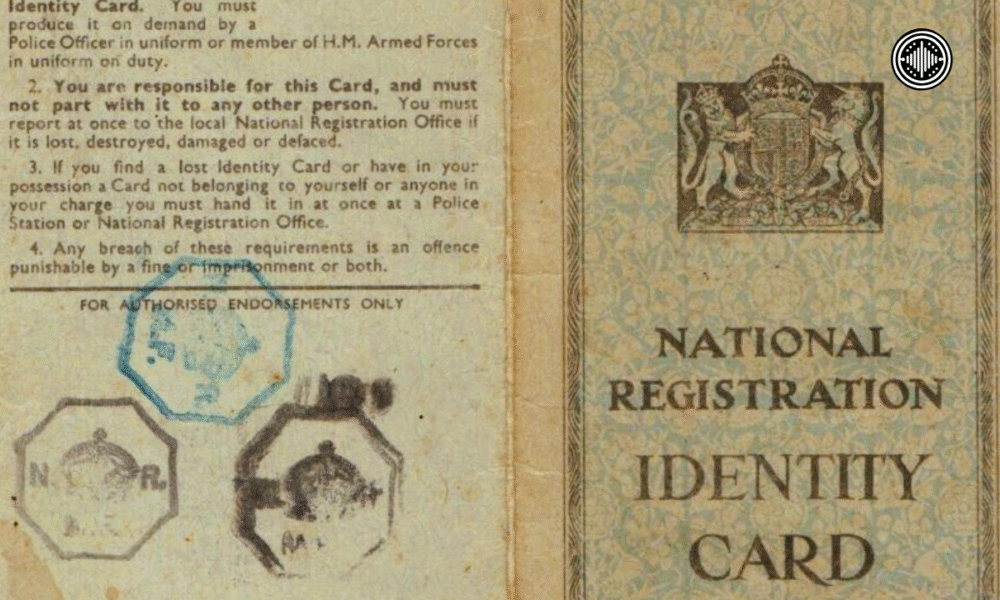 Identity Card. You must
produce it on demand by a
Police Officer in uniform or member of H.M. Armed Forces
in uniform on duty.
2. You are responsible for this Card, and must
not part with it to any other person. You must
report at once to the local National Registration Office if
it is lost, destroyed, damaged or defaced.
3. If you find a lost Identity Card or have in your
possession a Card not belonging to yourself or anyone in
your charge you must hand it in at once at a Police
Station or National Registration Office.
4. Any breach of these requirements is an offence
punishable by a fine or imprisonment or both.
FOR AUTHORISED ENDORSEMENTS ONLY
N. R.
NATIONAL
REGISTRATION
IDENTITY
CARD